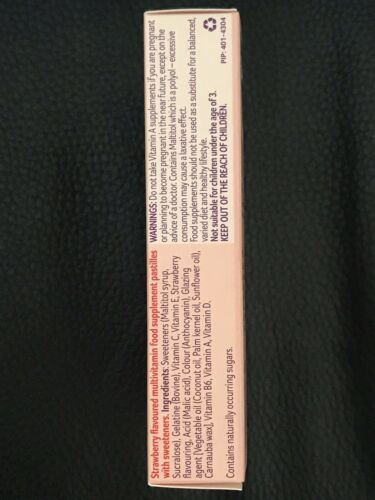 Strawberry flavoured multivitamin food supplement pastilles
with sweeteners. Ingredients: Sweeteners (Maltitol syrup,
Sucralose), Gelatine (Bovine), Vitamin C, Vitamin E, Strawberry
flavouring, Acid (Malic acid), Colour (Anthocyanin), Glazing
agent [Vegetable oil (Coconut oil, Palm kernel oil, Sunflower oil),
Carnauba wax], Vitamin B6, Vitamin A, Vitamin D.
Contains naturally occurring sugars.
WARNINGS: Do not take Vitamin A supplements if you are pregnant
or planning to become pregnant in the near future, except on the
advice of a doctor. Contains Maltitol which is a polyol – excessive
consumption may cause a laxative effect.
Food supplements should not be used as a substitute for a balanced,
varied diet and healthy lifestyle.
Not suitable for children under the age of 3.
KEEP OUT OF THE REACH OF CHILDREN.
PIP: 401-4304